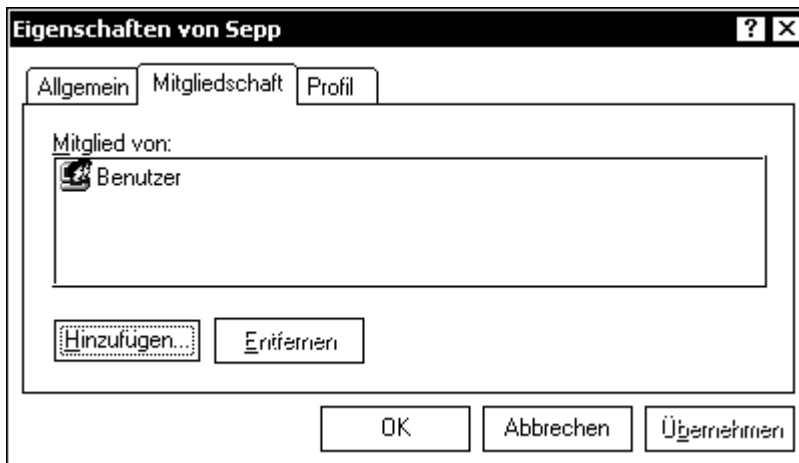 Eigenschaften von Sepp
Allgemein Mitgliedschaft Profil
Mitglied von:
Benutzer
Hinzufügen... Entfernen
OK Abbrechen Übernehmen